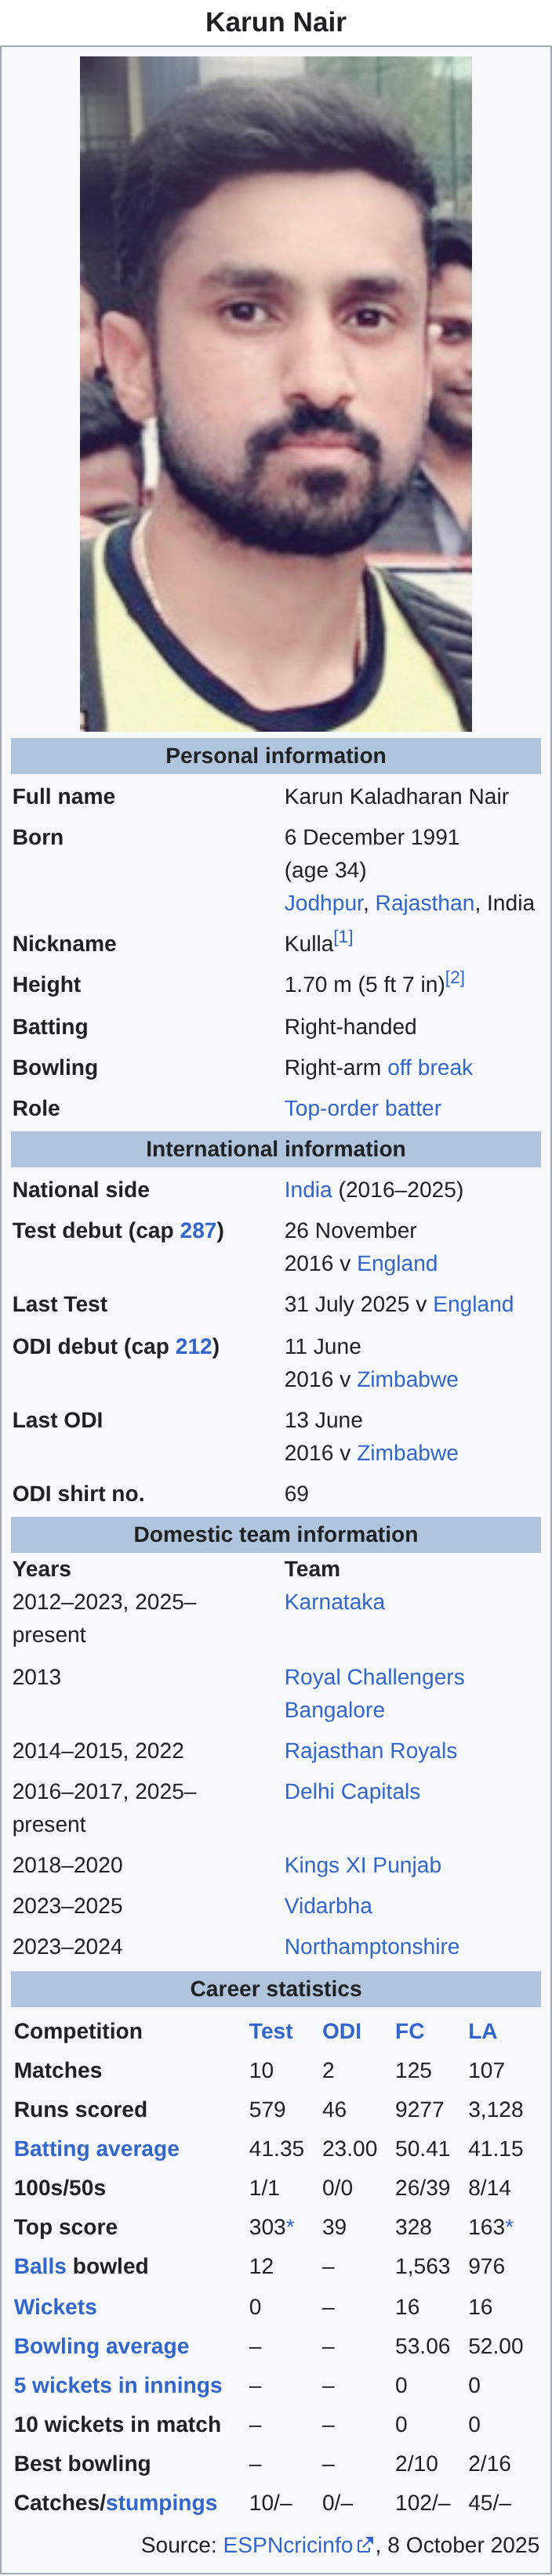 Karun Nair
Personal information
Full name Karun Kaladharan Nair
Born 6 December 1991
(age 34)
Jodhpur, Rajasthan, India
Nickname Kulla[1]
Height 1.70 m (5 ft 7 in)[2]
Batting Right-handed
Bowling Right-arm off break
Role Top-order batter
International information
National side India (2016–2025)
Test debut (cap 287) 26 November
2016 v England
Last Test 31 July 2025 v England
ODI debut (cap 212) 11 June
2016 v Zimbabwe
Last ODI 13 June
2016 v Zimbabwe
ODI shirt no. 69
Domestic team information
Years Team
2012–2023, 2025– Karnataka
present
2013 Royal Challengers
Bangalore
2014–2015, 2022 Rajasthan Royals
2016–2017, 2025– Delhi Capitals
present
2018–2020 Kings XI Punjab
2023–2025 Vidarbha
2023–2024 Northamptonshire
Career statistics
Competition Test ODI FC LA
Matches 10 2 125 107
Runs scored 579 46 9277 3,128
Batting average 41.35 23.00 50.41 41.15
100s/50s 1/1 0/0 26/39 8/14
Top score 303* 39 328 163*
Balls bowled 12 – 1,563 976
Wickets 0 – 16 16
Bowling average – – 53.06 52.00
5 wickets in innings – – 0 0
10 wickets in match – – 0 0
Best bowling – – 2/10 2/16
Catches/stumpings 10/– 0/– 102/– 45/–
Source: ESPNcricinfo, 8 October 2025